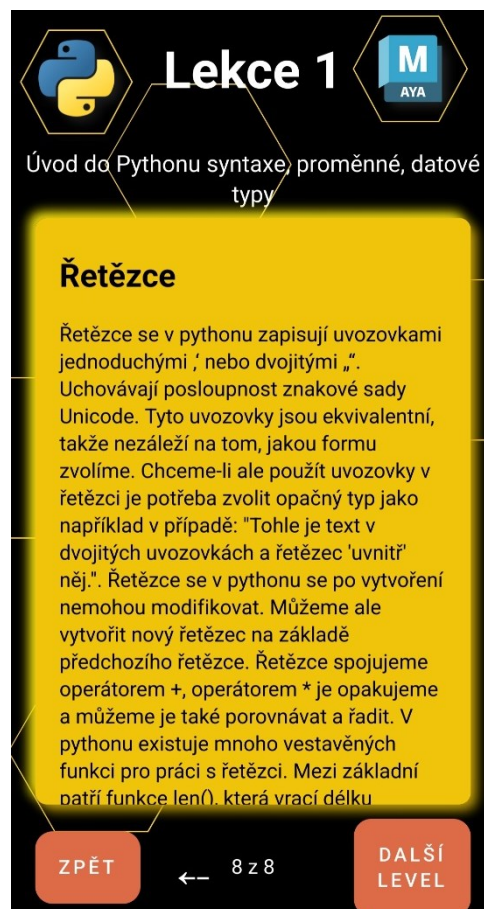 Lekce 1
M
AYA
Úvod do Pythonu syntaxe, proměnné, datové
typy
Řetězce
Řetězce se v pythonu zapisují uvozovkami
jednoduchými ‚‘ nebo dvojitými „“.
Uchovávají posloupnost znakové sady
Unicode. Tyto uvozovky jsou ekvivalentní,
takže nezáleží na tom, jakou formu
zvolíme. Chceme-li ale použít uvozovky v
řetězci je potřeba zvolit opačný typ jako
například v případě: "Tohle je text v
dvojitých uvozovkách a řetězec 'uvnitř'
něj.". Řetězce se v pythonu se po vytvoření
nemohou modifikovat. Můžeme ale
vytvořit nový řetězec na základě
předchozího řetězce. Řetězce spojujeme
operátorem +, operátorem * je opakujeme
a můžeme je také porovnávat a řadit. V
pythonu existuje mnoho vestavěných
funkci pro práci s řetězci. Mezi základní
patří funkce len(), která vrací délku
ZPĚT
←– 8 z 8
DALŠÍ
LEVEL